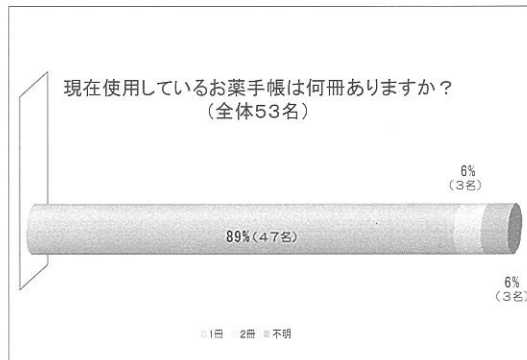 現在使用しているお薬手帳は何冊ありますか？
(全体53名)
6%
(3名)
89%(47名)
6%
(3名)
1冊 2冊 不明